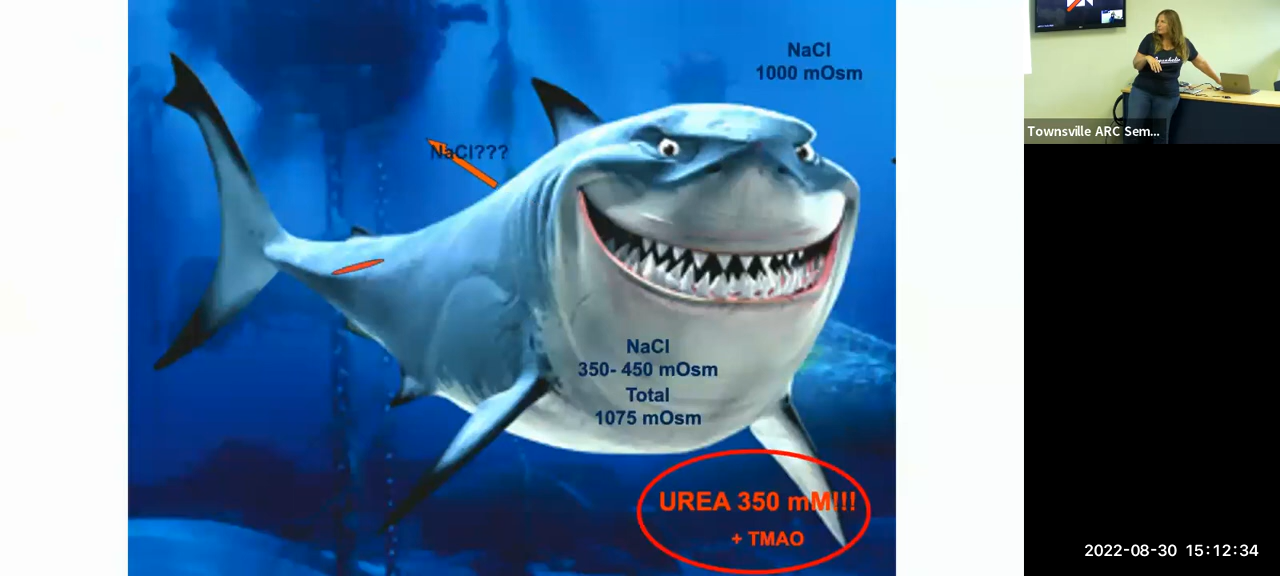 NaCl
1000 mOsm
NaCl???
NaCl
350- 450 mOsm
Total
1075 mOsm
UREA 350 mM!!!
+ TMAO
Townsville ARC Sem...
2022-08-30 15:12:34